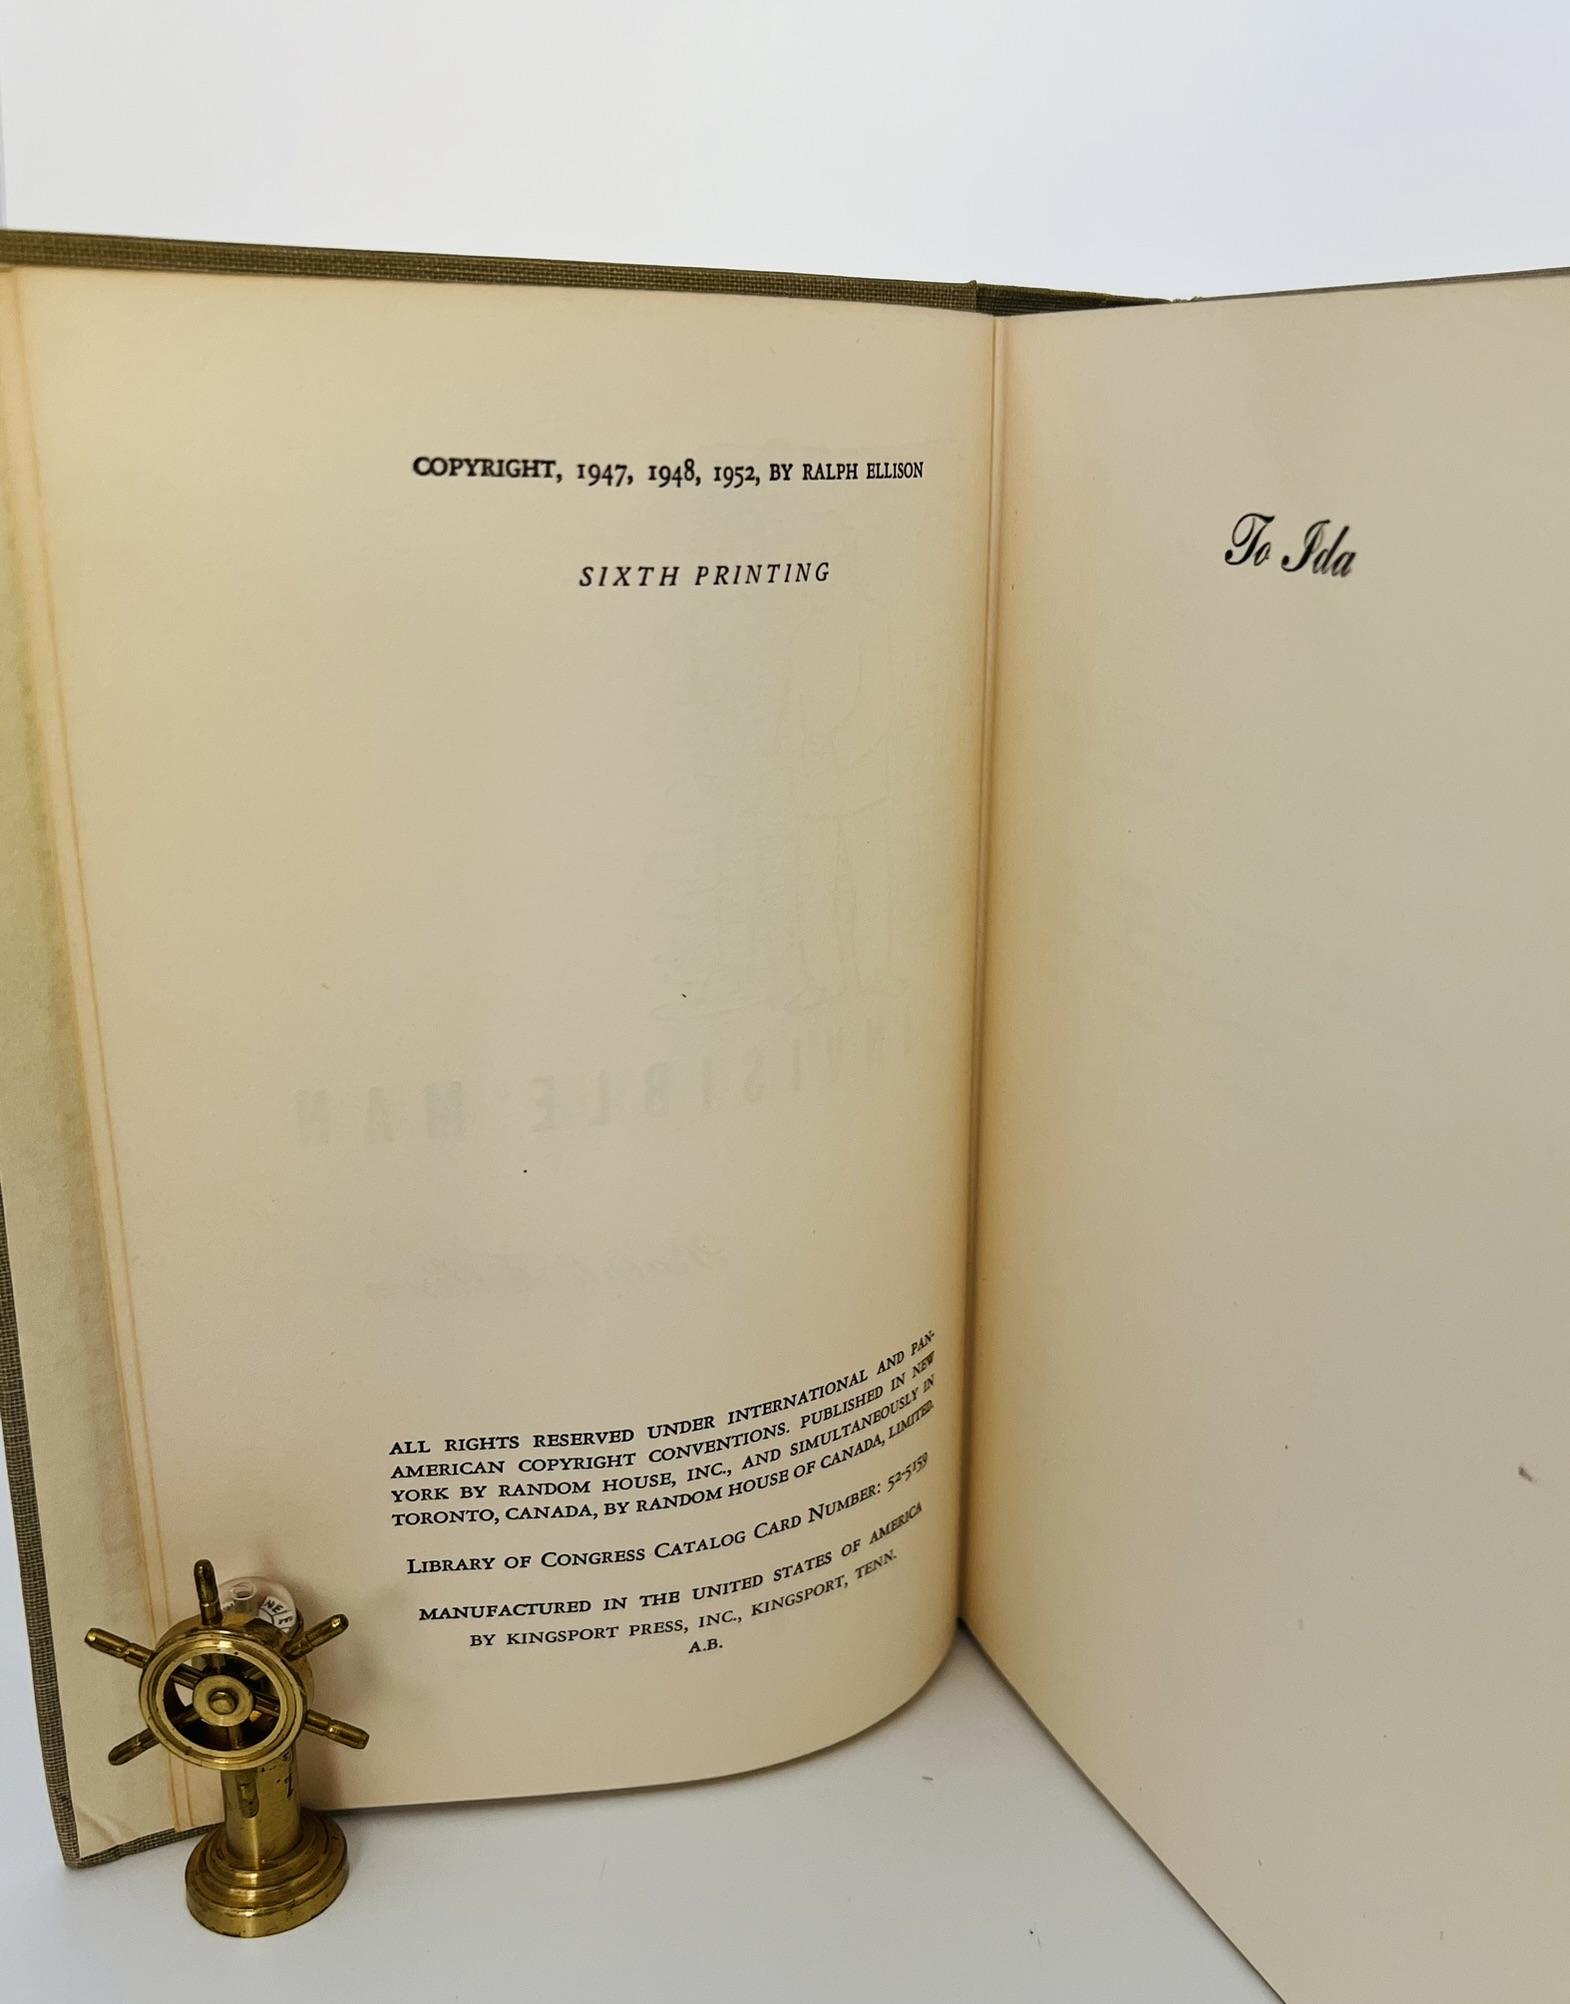 COPYRIGHT, 1947, 1948, 1952, BY RALPH ELLISON
SIXTH PRINTING
INVISIBLE MAN
ALL RIGHTS RESERVED UNDER INTERNATIONAL AND PAN-
AMERICAN COPYRIGHT CONVENTIONS. PUBLISHED IN NEW
YORK BY RANDOM HOUSE, INC., AND SIMULTANEOUSLY IN
TORONTO, CANADA, BY RANDOM HOUSE OF CANADA, LIMITED.
LIBRARY OF CONGRESS CATALOG CARD NUMBER: 52-5159
MANUFACTURED IN THE UNITED STATES OF AMERICA
BY KINGSPORT PRESS, INC., KINGSPORT, TENN.
A.B.
To Ida